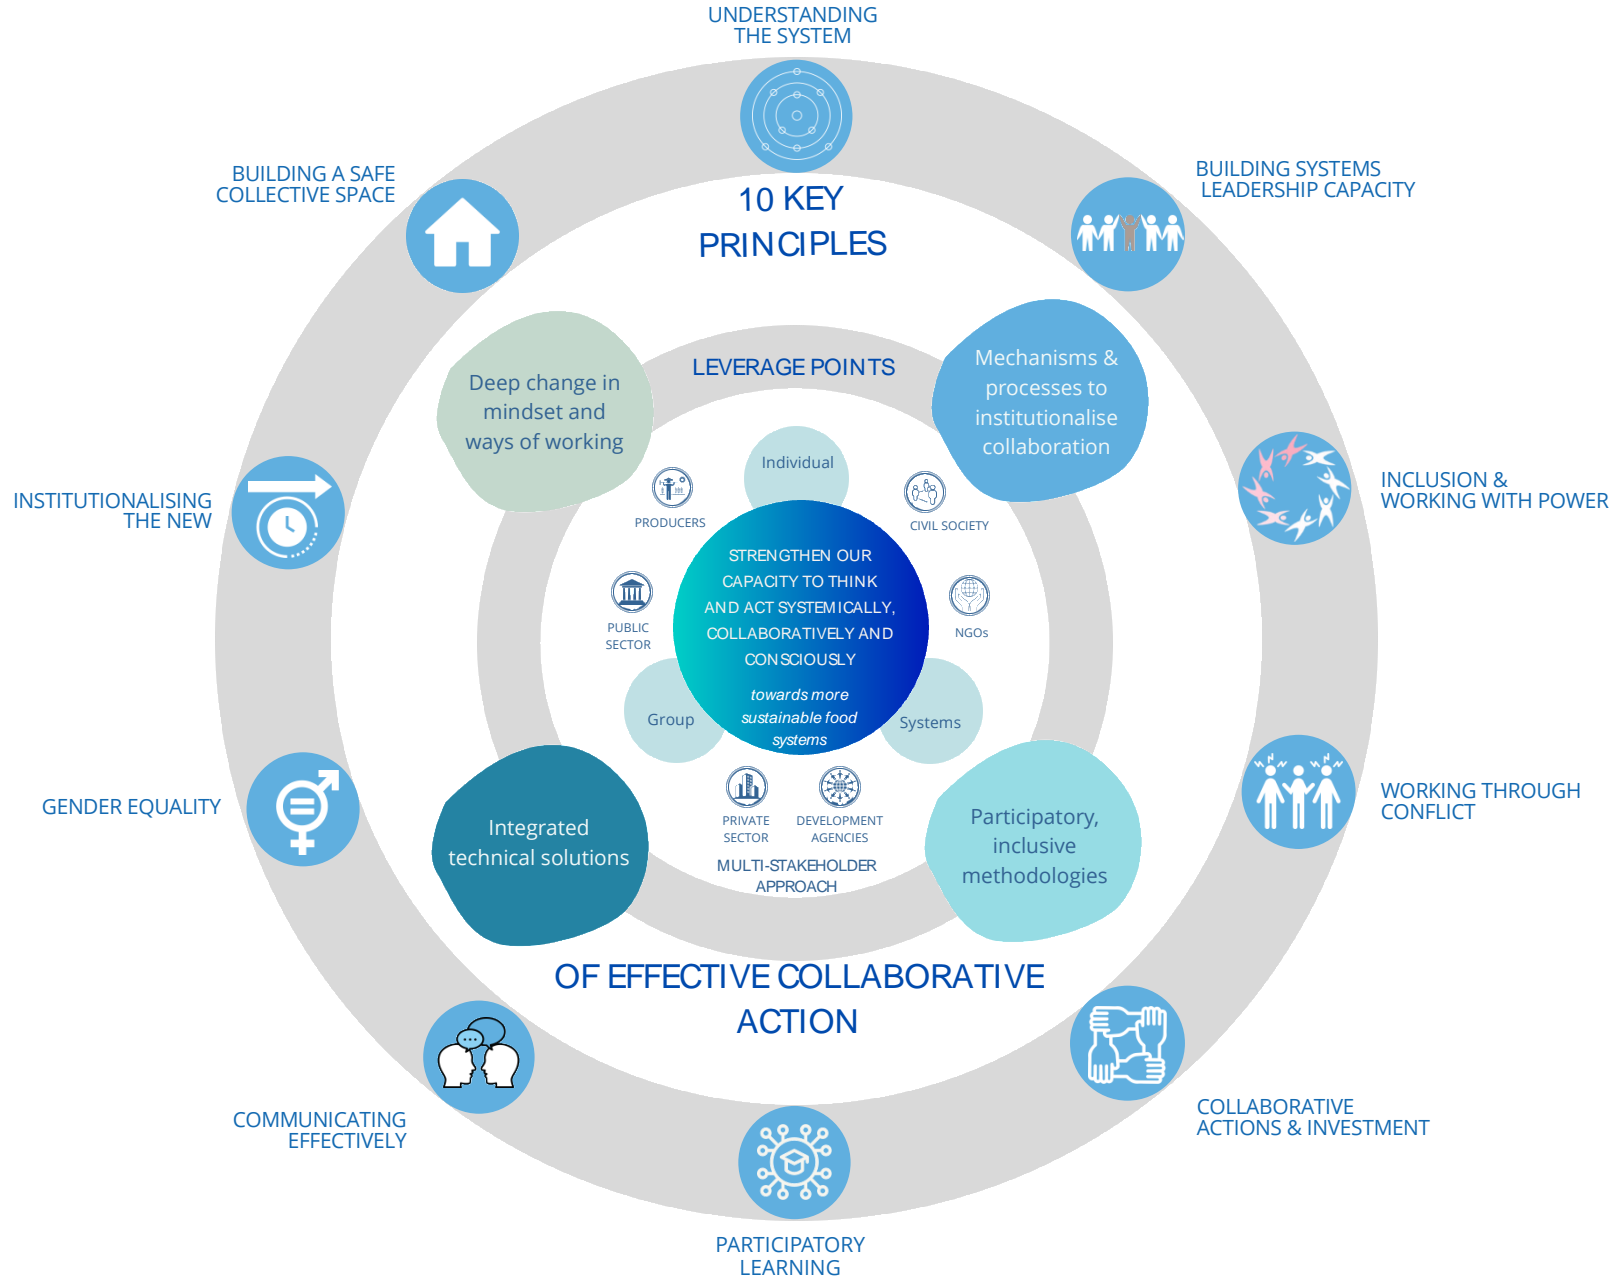 UNDERSTANDING
THE SYSTEM
BUILDING A SAFE
COLLECTIVE SPACE
BUILDING SYSTEMS
LEADERSHIP CAPACITY
10 KEY
PRINCIPLES
INSTITUTIONALISING
THE NEW
INCLUSION &
WORKING WITH POWER
GENDER EQUALITY
WORKING THROUGH
CONFLICT
COMMUNICATING
EFFECTIVELY
COLLABORATIVE
ACTIONS & INVESTMENT
PARTICIPATORY
LEARNING
OF EFFECTIVE COLLABORATIVE
ACTION
LEVERAGE POINTS
Deep change in
mindset and
ways of working
Mechanisms &
processes to
institutionalise
collaboration
Integrated
technical solutions
Participatory,
inclusive
methodologies
Individual
Group
Systems
PRODUCERS
CIVIL SOCIETY
PUBLIC
SECTOR
NGOs
PRIVATE
SECTOR
DEVELOPMENT
AGENCIES
MULTI-STAKEHOLDER
APPROACH
STRENGTHEN OUR
CAPACITY TO THINK
AND ACT SYSTEMICALLY,
COLLABORATIVELY AND
CONSCIOUSLY
towards more
sustainable food
systems